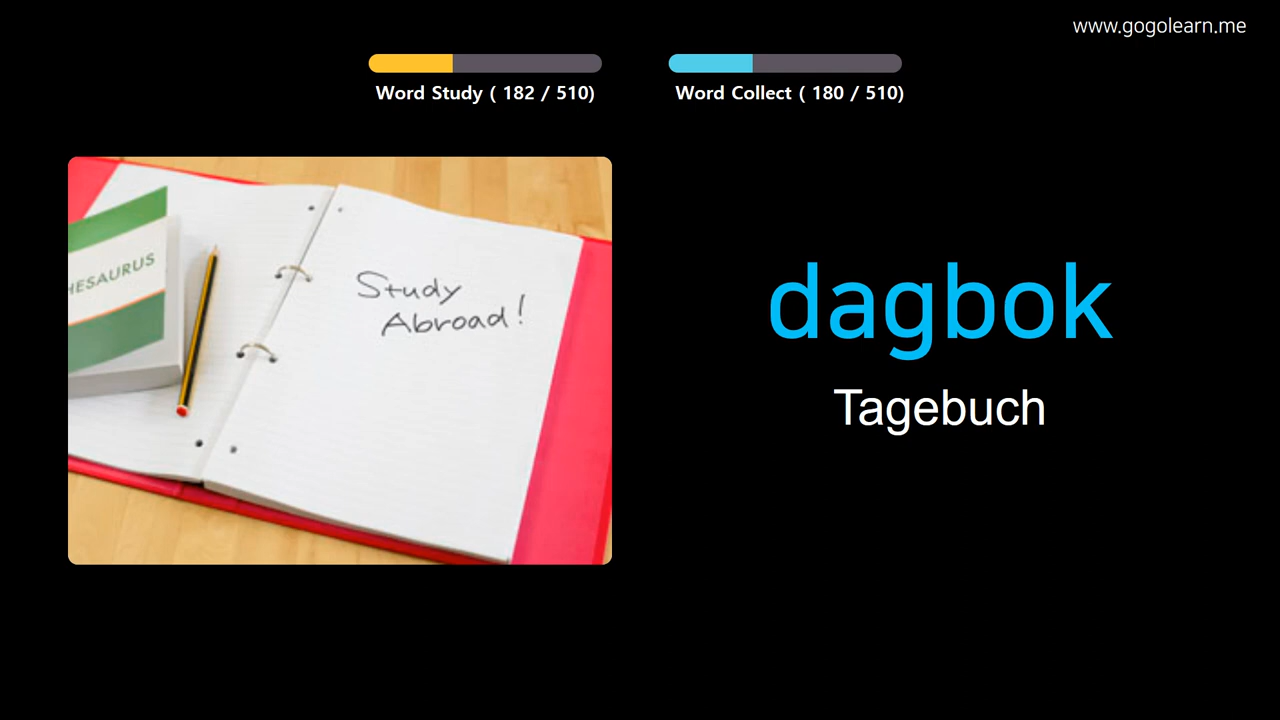 www.gogolearn.me
Word Study ( 182 / 510)
Word Collect ( 180 / 510)
HESAURUS
Study
Abroad!
dagbok
Tagebuch